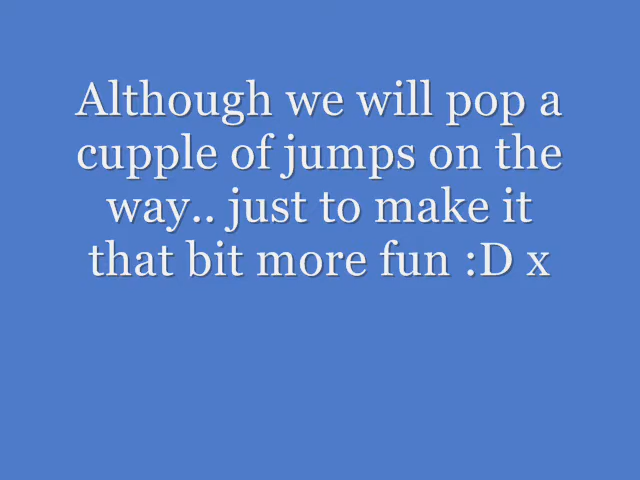 Although we will pop a
cupple of jumps on the
way.. just to make it
that bit more fun :D x